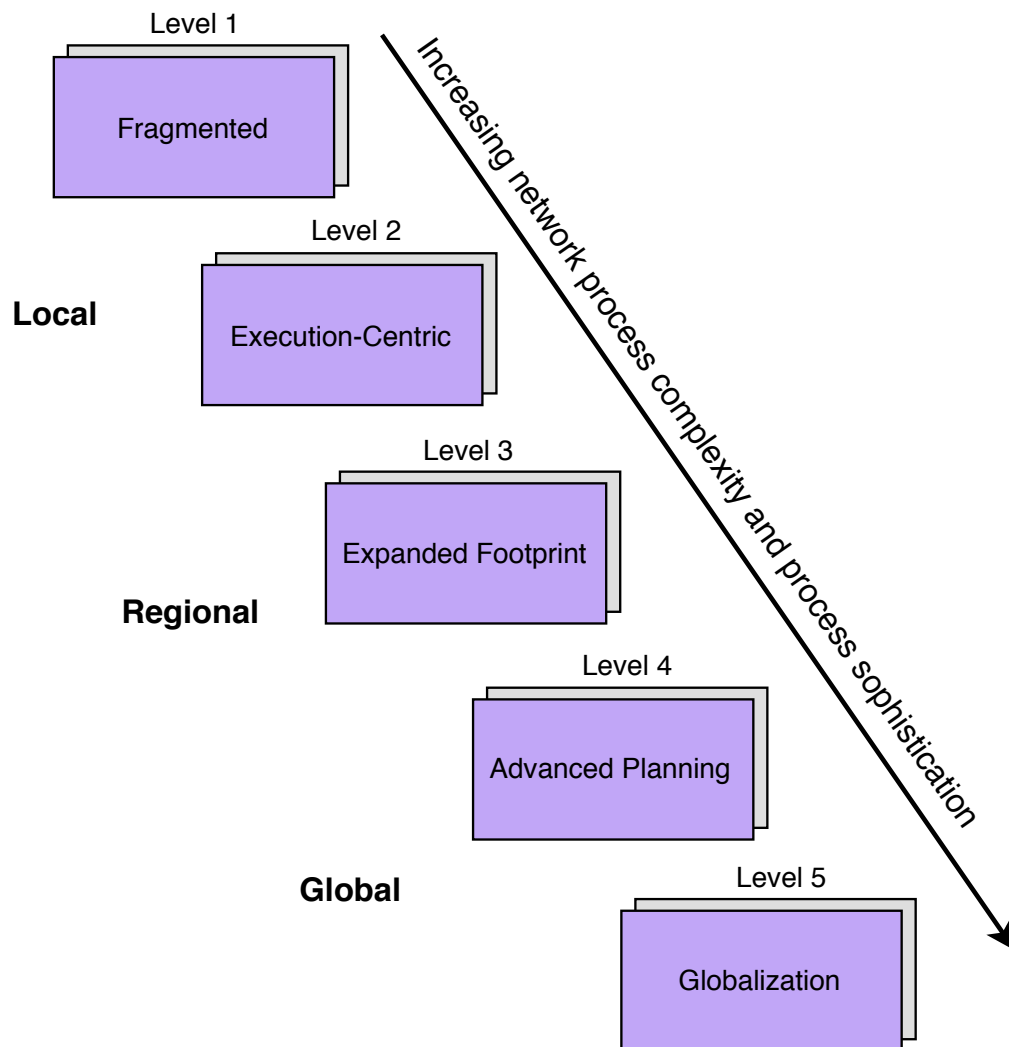 Level 1
Fragmented
Increasing network process complexity and process sophistication
Level 2
Execution-Centric
Local
Level 3
Expanded Footprint
Regional
Level 4
Advanced Planning
Global
Level 5
Globalization